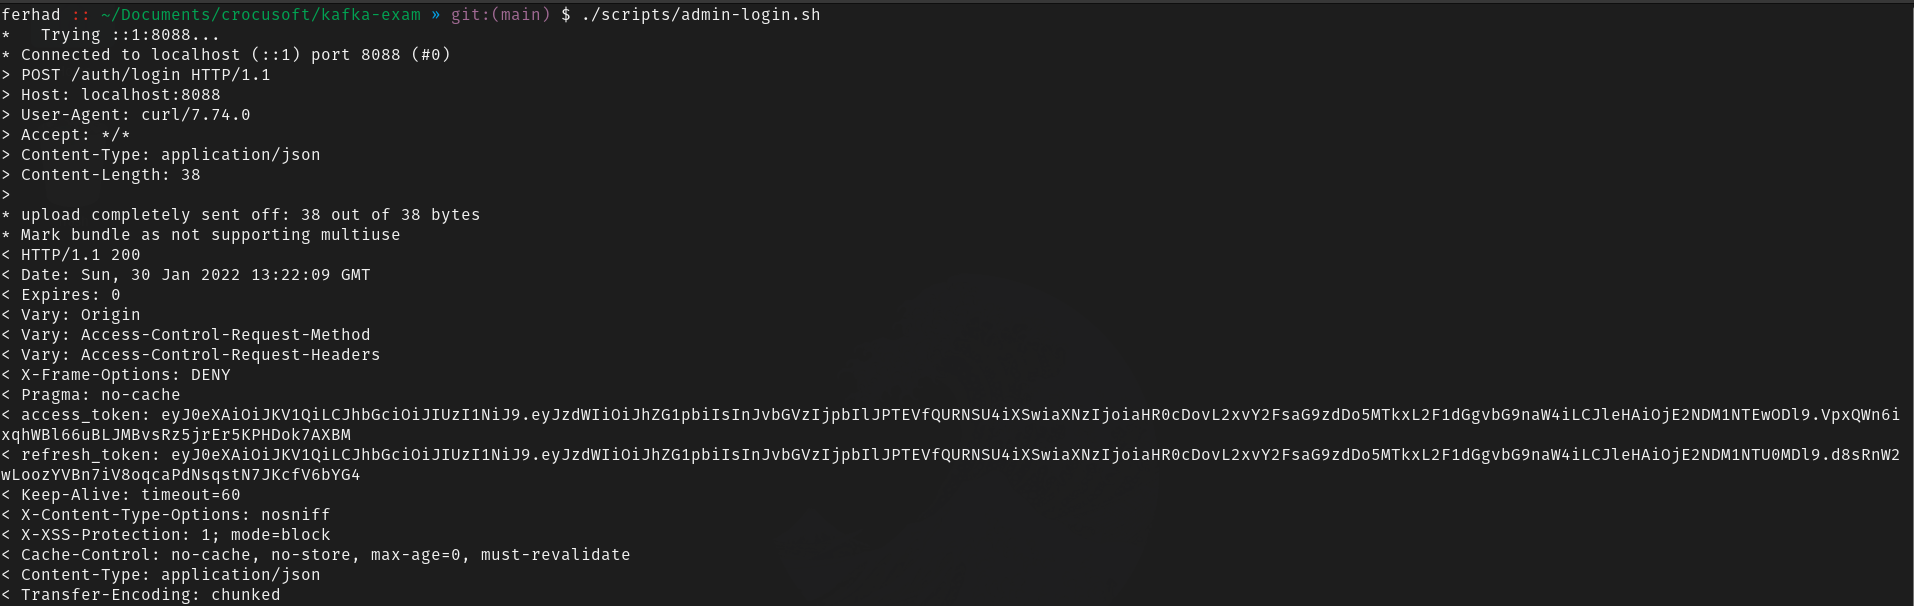 ferhad :: ~/Documents/crocusoft/kafka-exam » git:(main) $ ./scripts/admin-login.sh
*   Trying ::1:8088...
* Connected to localhost (::1) port 8088 (#0)
> POST /auth/login HTTP/1.1
> Host: localhost:8088
> User-Agent: curl/7.74.0
> Accept: */*
> Content-Type: application/json
> Content-Length: 38
>
* upload completely sent off: 38 out of 38 bytes
* Mark bundle as not supporting multiuse
< HTTP/1.1 200
< Date: Sun, 30 Jan 2022 13:22:09 GMT
< Expires: 0
< Vary: Origin
< Vary: Access-Control-Request-Method
< Vary: Access-Control-Request-Headers
< X-Frame-Options: DENY
< Pragma: no-cache
< access_token: eyJ0eXAiOiJKV1QiLCJhbGciOiJIUzI1NiJ9.eyJzdWIiOiJhZG1pbiIsInJvbGVzIjpbIlJPTEVfQURNSU4iXSwiaXNzIjoiaHR0cDovL2xvY2FsaG9zdDo5MTkxL2F1dGgvbG9naW4iLCJleHAiOjE2NDM1NTEwODl9.VpxQWn6i
xqhWBl66uBLJMBvsRz5jrEr5KPHDok7AXBM
< refresh_token: eyJ0eXAiOiJKV1QiLCJhbGciOiJIUzI1NiJ9.eyJzdWIiOiJhZG1pbiIsInJvbGVzIjpbIlJPTEVfQURNSU4iXSwiaXNzIjoiaHR0cDovL2xvY2FsaG9zdDo5MTkxL2F1dGgvbG9naW4iLCJleHAiOjE2NDM1NTU0MDl9.d8sRnW2
wLoozYVBn7iV8oqcaPdNsqstN7JKcfV6bYG4
< Keep-Alive: timeout=60
< X-Content-Type-Options: nosniff
< X-XSS-Protection: 1; mode=block
< Cache-Control: no-cache, no-store, max-age=0, must-revalidate
< Content-Type: application/json
< Transfer-Encoding: chunked